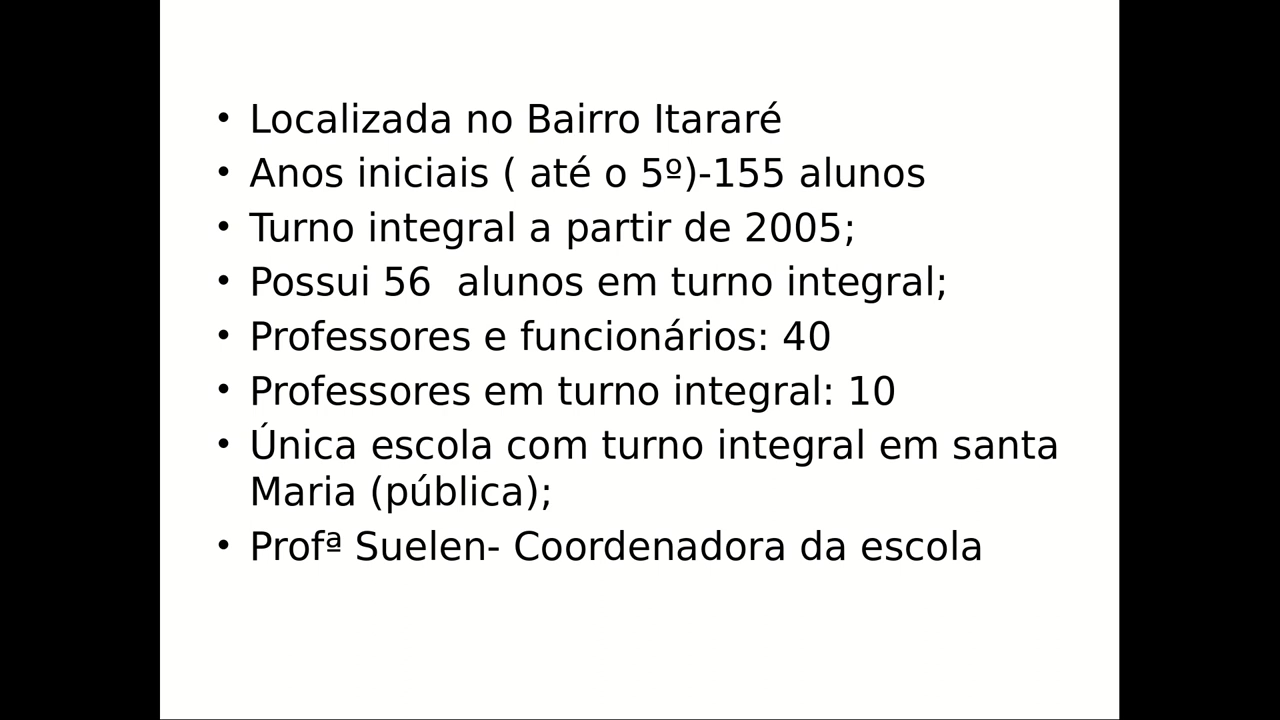 • Localizada no Bairro Itararé
• Anos iniciais ( até o 5º)-155 alunos
• Turno integral a partir de 2005;
• Possui 56  alunos em turno integral;
• Professores e funcionários: 40
• Professores em turno integral: 10
• Única escola com turno integral em santa
Maria (pública);
• Profª Suelen- Coordenadora da escola